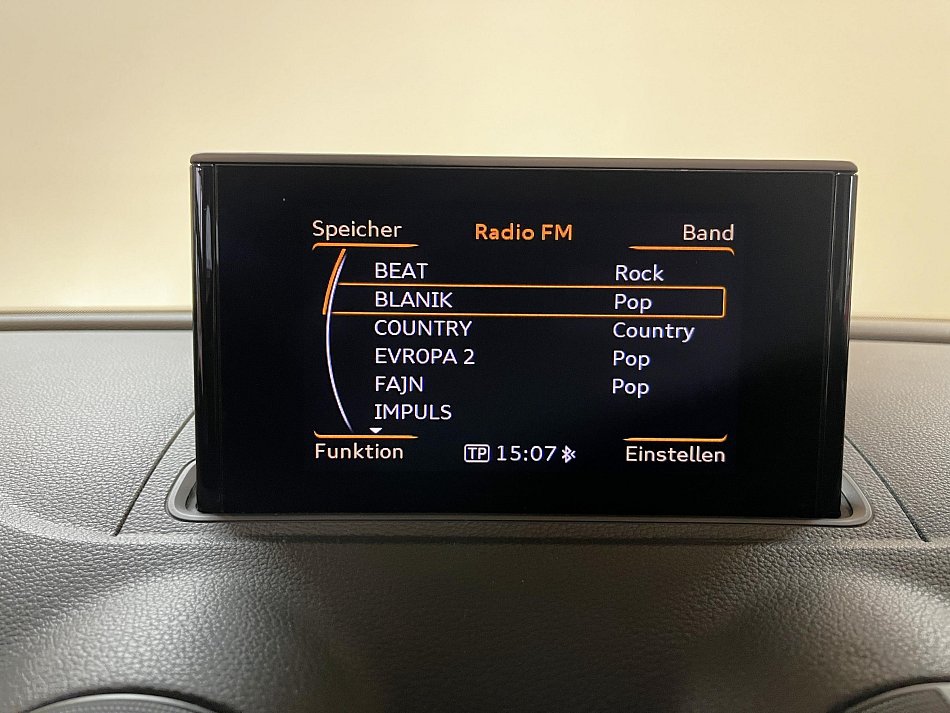 Speicher Radio FM Band
BEAT Rock
BLANIK Pop
COUNTRY Country
EVROPA 2 Pop
FAJN Pop
IMPULS
Funktion TP 15:07 Einstellen